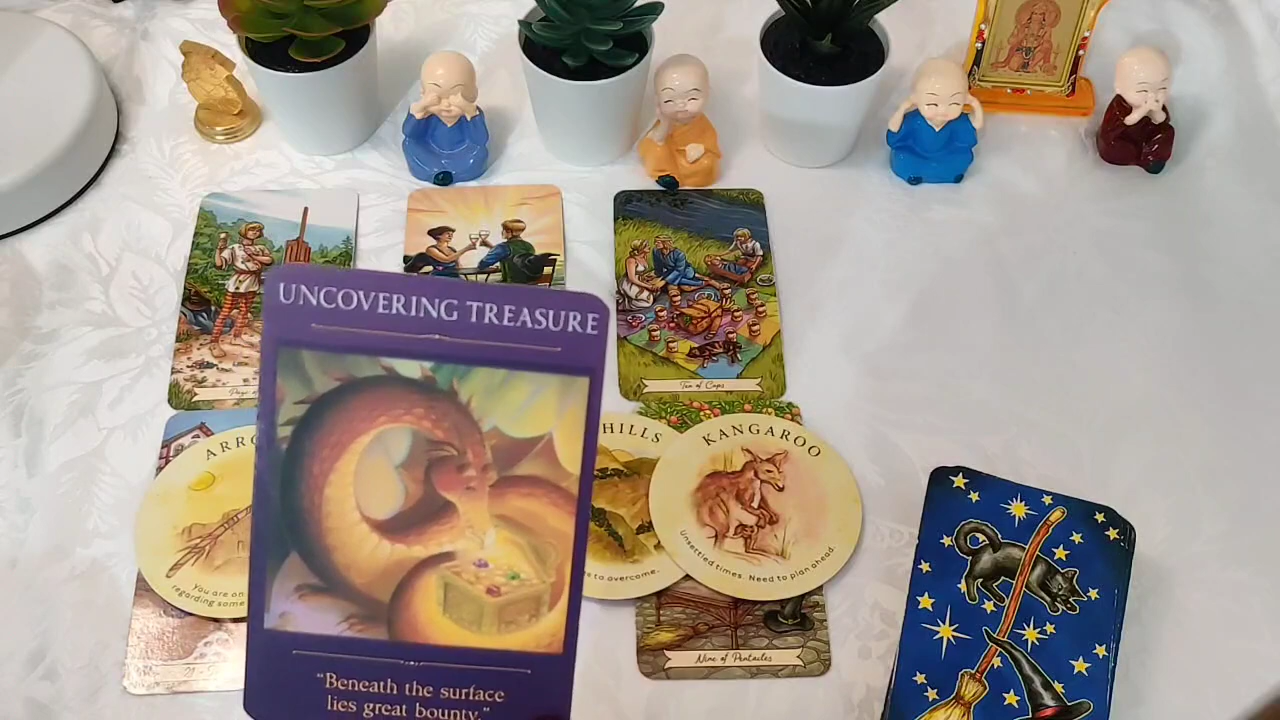 UNCOVERING TREASURE
"Beneath the surface
lies great bounty."
Ten of Cups
ARRO
You are on
regarding some
HILLS
to overcome.
KANGAROO
Unsettled times. Need to plan ahead.
Nine of Pentacles